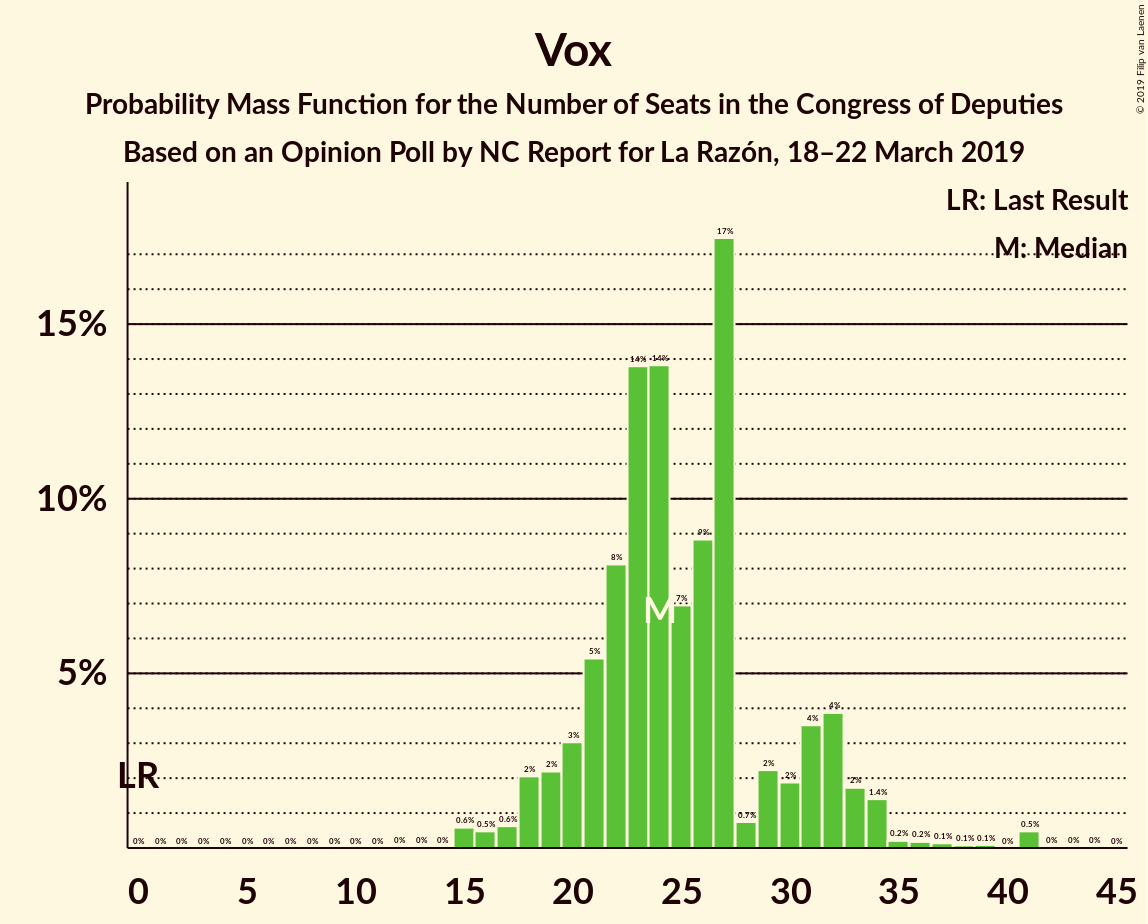 Vox
Probability Mass Function for the Number of Seats in the Congress of Deputies
Based on an Opinion Poll by NC Report for La Razón, 18–22 March 2019
© 2019 Filip van Laenen
LR: Last Result
M: Median
15%
10%
5%
LR
M
0% 0% 0% 0% 0% 0% 0% 0% 0% 0% 0% 0% 0% 0% 0% 0.6% 0.5% 0.6% 2% 2% 3% 5% 8% 14% 14% 7% 9% 17% 0.7% 2% 2% 4% 4% 2% 1.4% 0.2% 0.2% 0.1% 0.1% 0.1% 0% 0.5% 0% 0% 0% 0%
0 5 10 15 20 25 30 35 40 45